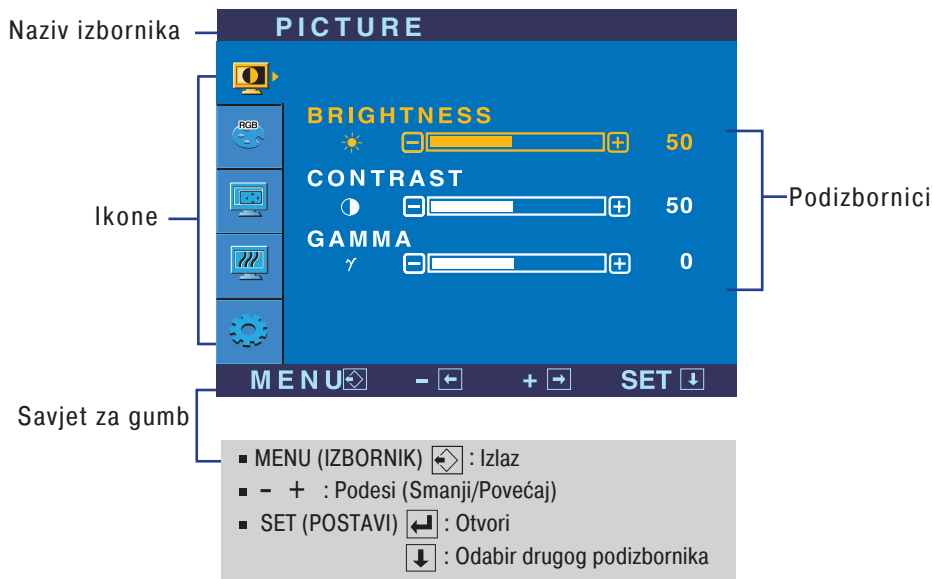 Naziv izbornika
PICTURE
RGB
BRIGHTNESS
50
CONTRAST
50
GAMMA
γ 0
Ikone
Podizbornici
MENU - + SET
Savjet za gumb
▪ MENU (IZBORNIK) : Izlaz
▪ - + : Podesi (Smanji/Povećaj)
▪ SET (POSTAVI) : Otvori
: Odabir drugog podizbornika